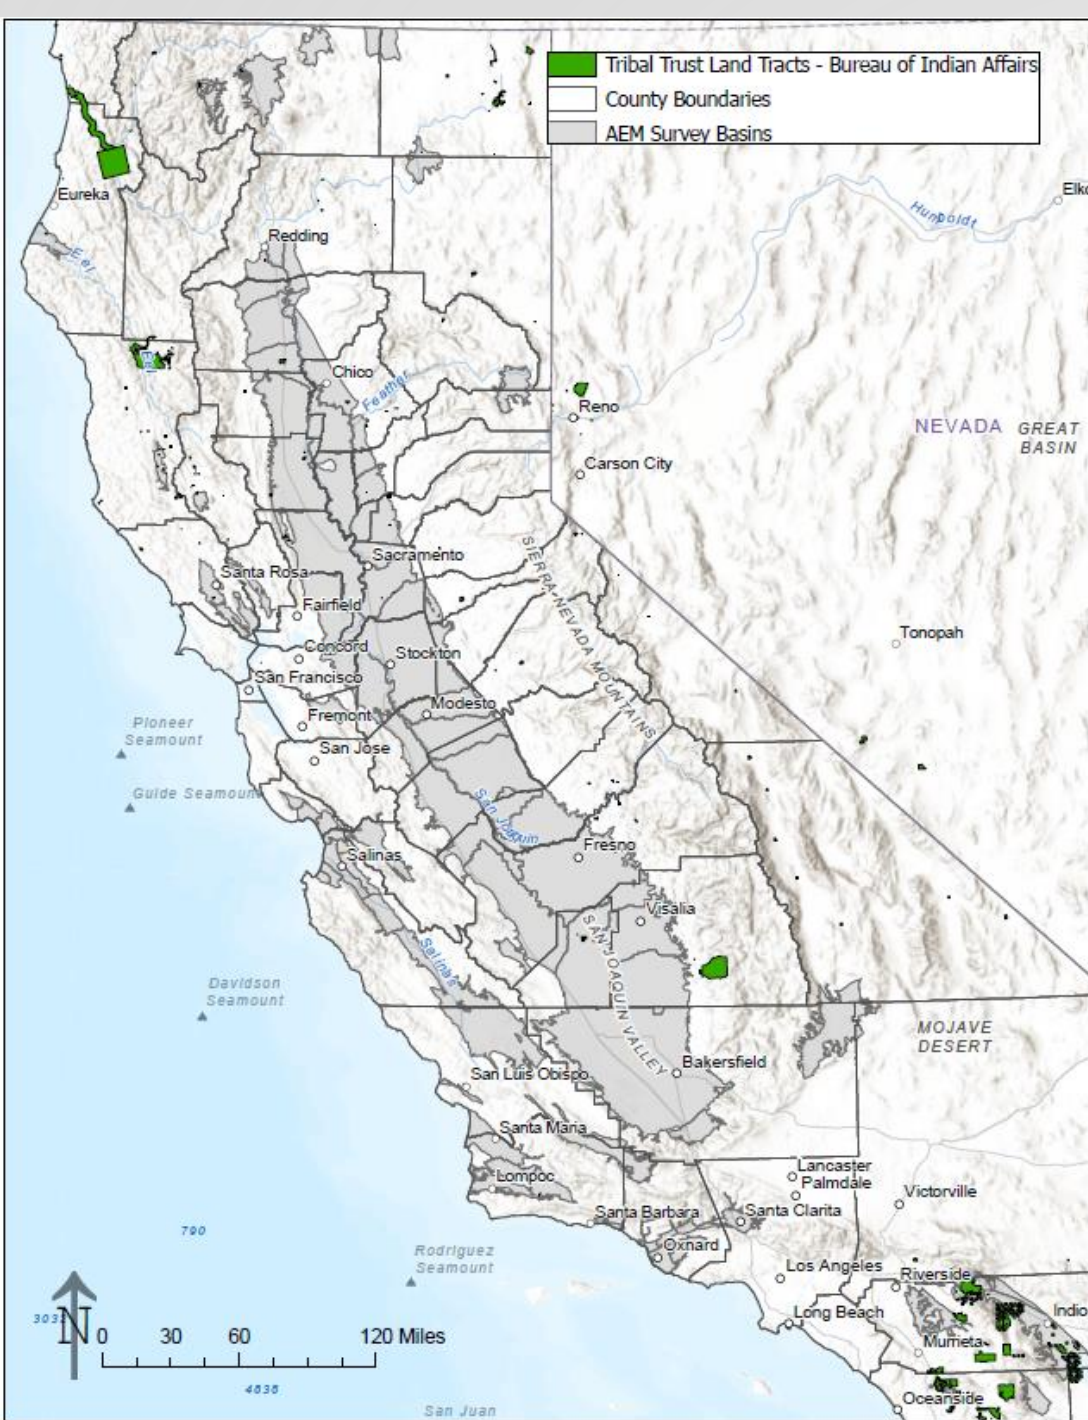 Tribal Trust Land Tracts - Bureau of Indian Affairs
County Boundaries
AEM Survey Basins
Eureka
Elko
Humboldt
Redding
Eel
Eel
Chico
Feather
Reno
NEVADA
GREAT
BASIN
Carson City
Sacramento
Santa Rosa
SIERRA NEVADA MOUNTAINS
Fairfield
Concord
Stockton
Tonopah
San Francisco
Modesto
Fremont
Pioneer
Seamount
San Jose
Guide Seamount
San Joaquin
Salinas
Fresno
Visalia
SAN JOAQUIN VALLEY
Salinas
Davidson
Seamount
MOJAVE
DESERT
Bakersfield
San Luis Obispo
Santa Maria
Lompoc
Lancaster
Palmdale
Victorville
Santa Barbara
Santa Clarita
790
Oxnard
Rodriguez
Seamount
Los Angeles
Riverside
Long Beach
Indio
N
0 30 60 120 Miles
Murrieta
4636
Oceanside
San Juan